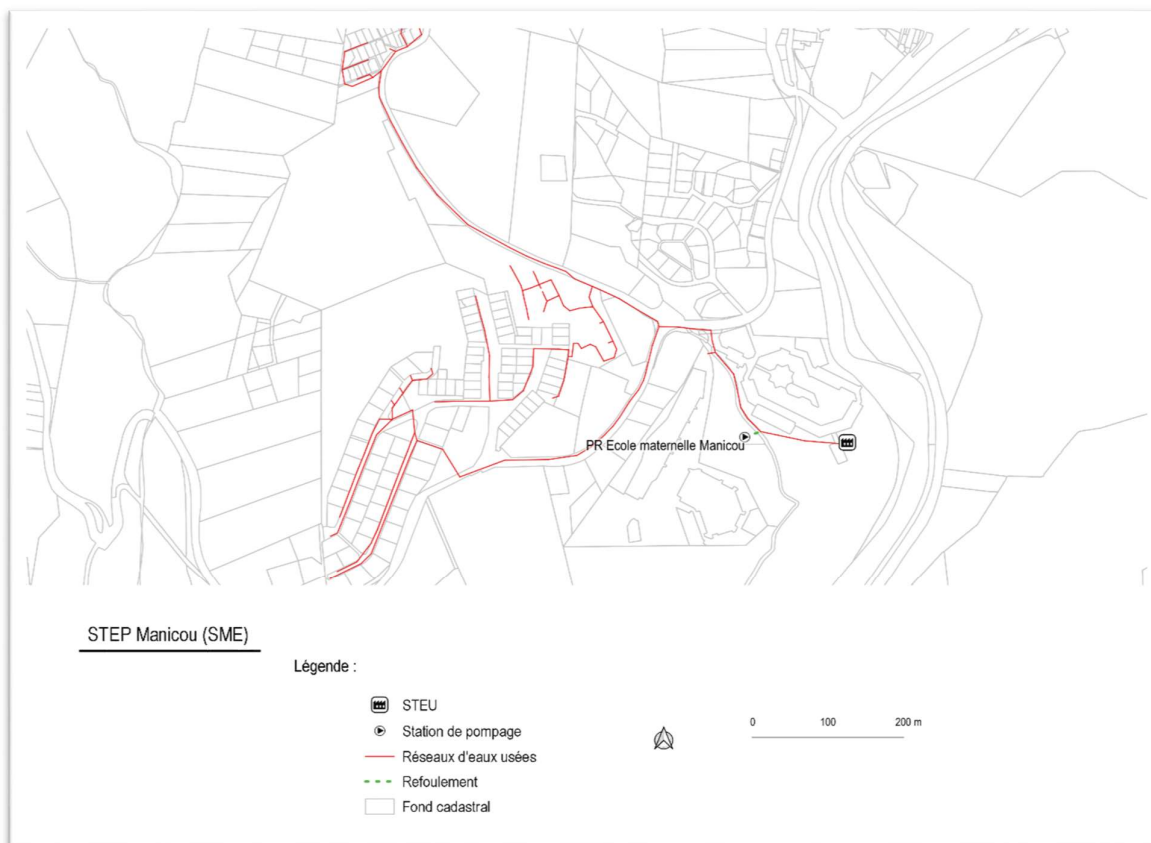 PR Ecole maternelle Manicou
STEP Manicou (SME)
Légende :
STEU
Station de pompage
Réseaux d'eaux usées
Refoulement
Fond cadastral
0 100 200 m